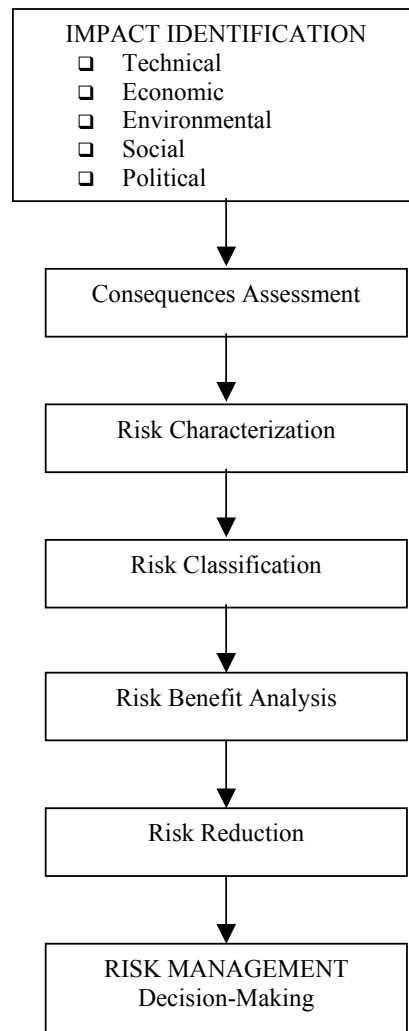 IMPACT IDENTIFICATION
❑ Technical
❑ Economic
❑ Environmental
❑ Social
❑ Political
Consequences Assessment
Risk Characterization
Risk Classification
Risk Benefit Analysis
Risk Reduction
RISK MANAGEMENT
Decision-Making